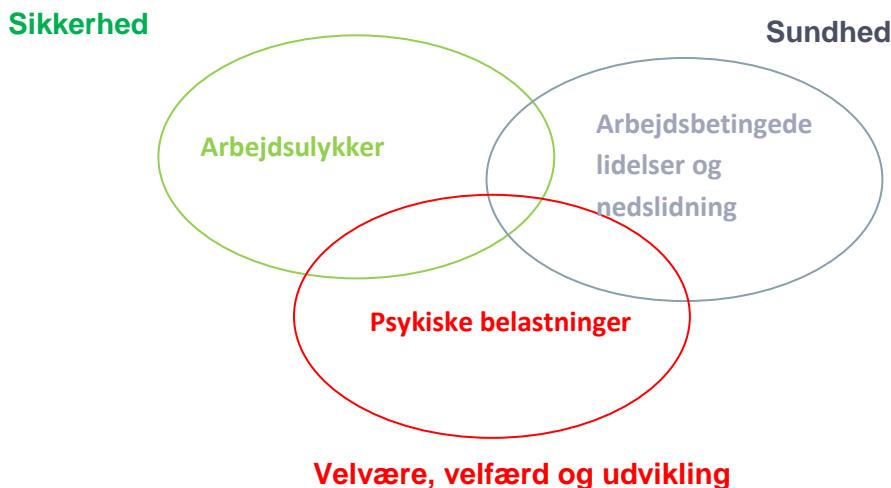 Sikkerhed
Sundhed
Arbejdsulykker
Arbejdsbetingede
lidelser og
nedslidning
Psykiske belastninger
Velvære, velfærd og udvikling